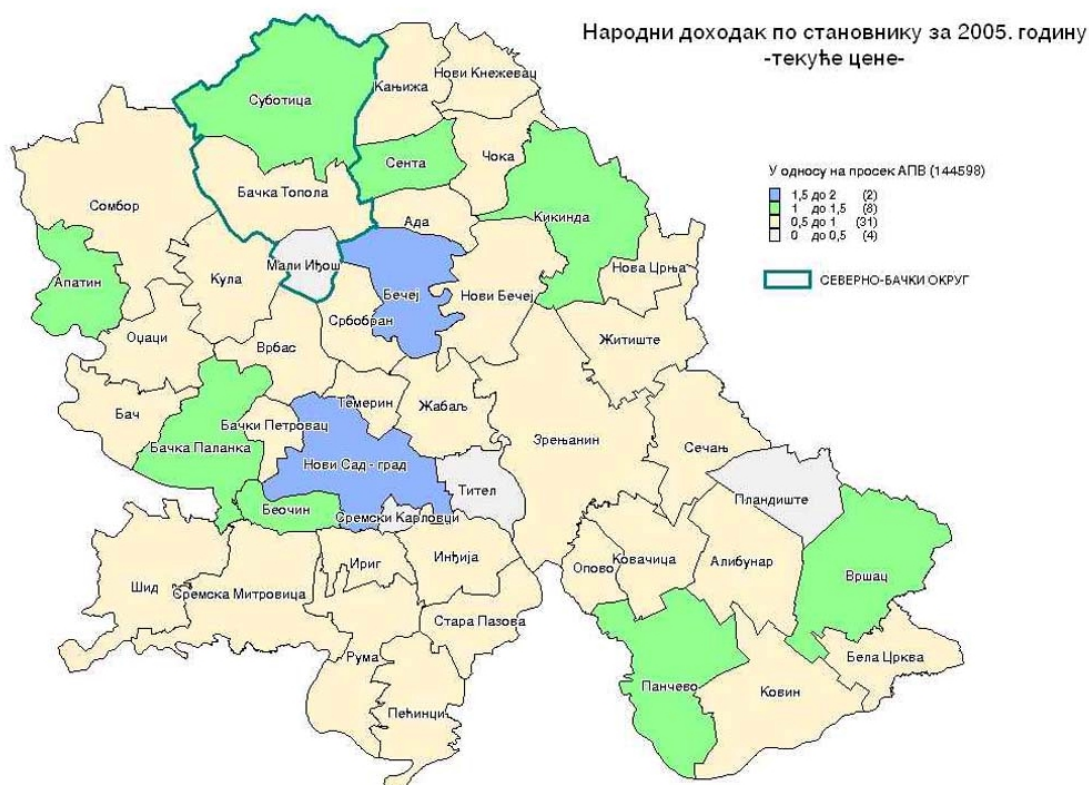 Народни доходак по становнику за 2005. годину
-текуће цене-
У односу на просек АПВ (144598)
1,5 до 2 (2)
1 до 1,5 (8)
0,5 до 1 (31)
0 до 0,5 (4)
СЕВЕРНО-БАЧКИ ОКРУГ
Суботица
Кањижа
Нови Кнежевац
Сента
Чока
Сомбор
Бачка Топола
Ада
Кикинда
Апатин
Кула
Мали Иђош
Бечеј
Нови Бечеј
Нова Црња
Оџаци
Врбас
Србобран
Житиште
Бач
Бачка Паланка
Бачки Петровац
Темерин
Жабаљ
Зрењанин
Сечањ
Нови Сад - град
Тител
Пландиште
Беочин
Сремски Карловци
Шид
Сремска Митровица
Ириг
Инђија
Опово
Ковачица
Алибунар
Вршац
Стара Пазова
Рума
Пећинци
Панчево
Ковин
Бела Црква